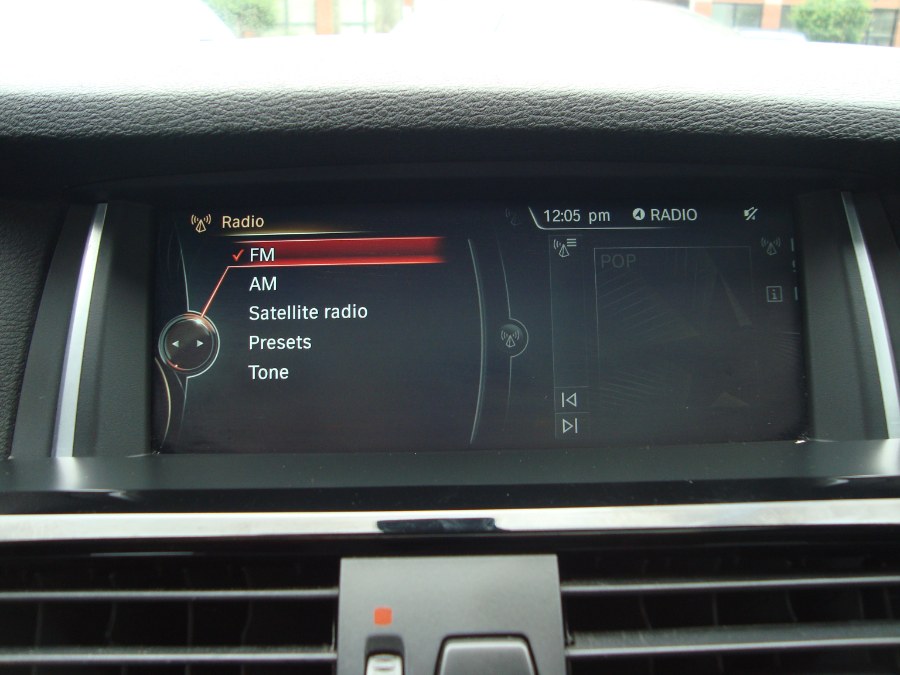 Radio
12:05 pm RADIO
FM
AM
Satellite radio
Presets
Tone
POP